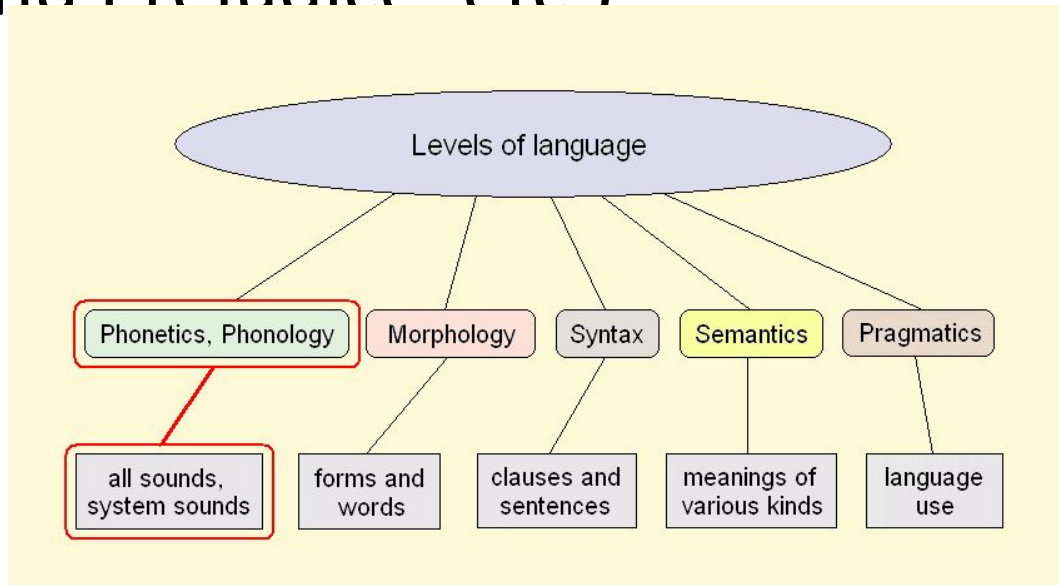 Levels of language
Phonetics, Phonology
Morphology
Syntax
Semantics
Pragmatics
all sounds,
system sounds
forms and
words
clauses and
sentences
meanings of
various kinds
language
use